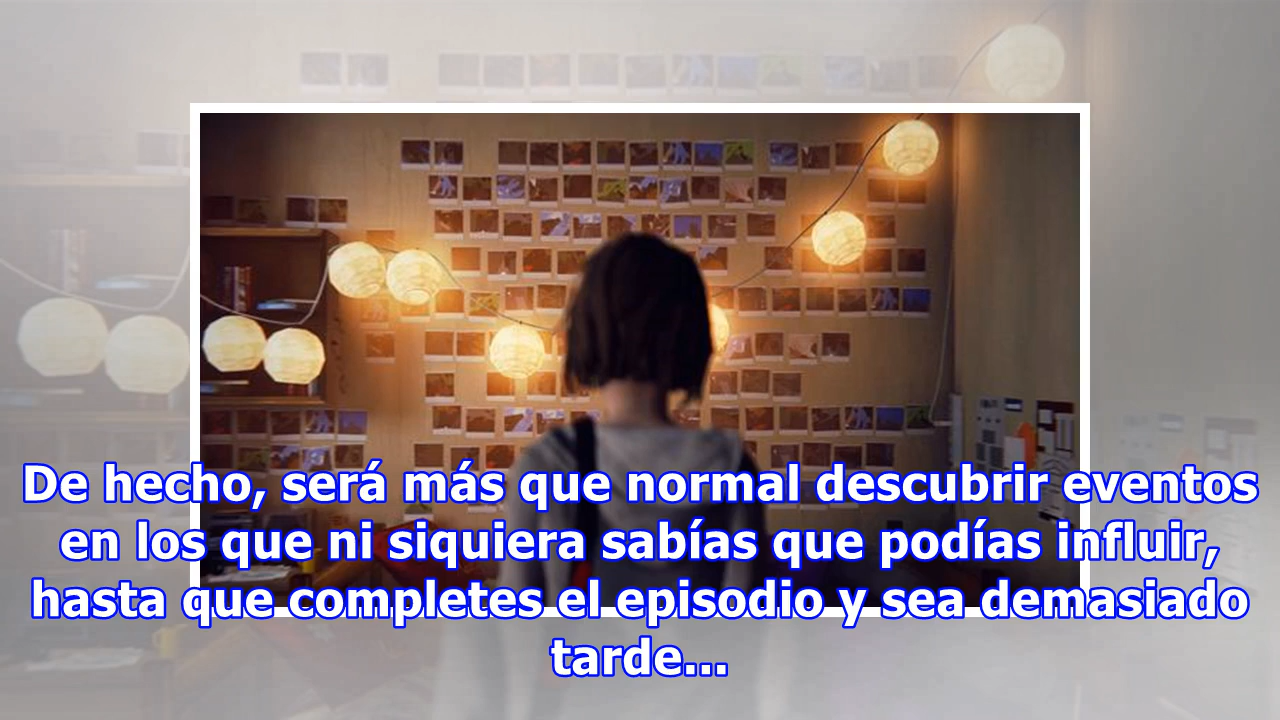 De hecho, será más que normal descubrir eventos
en los que ni siquiera sabías que podías influir,
hasta que completes el episodio y sea demasiado
tarde...